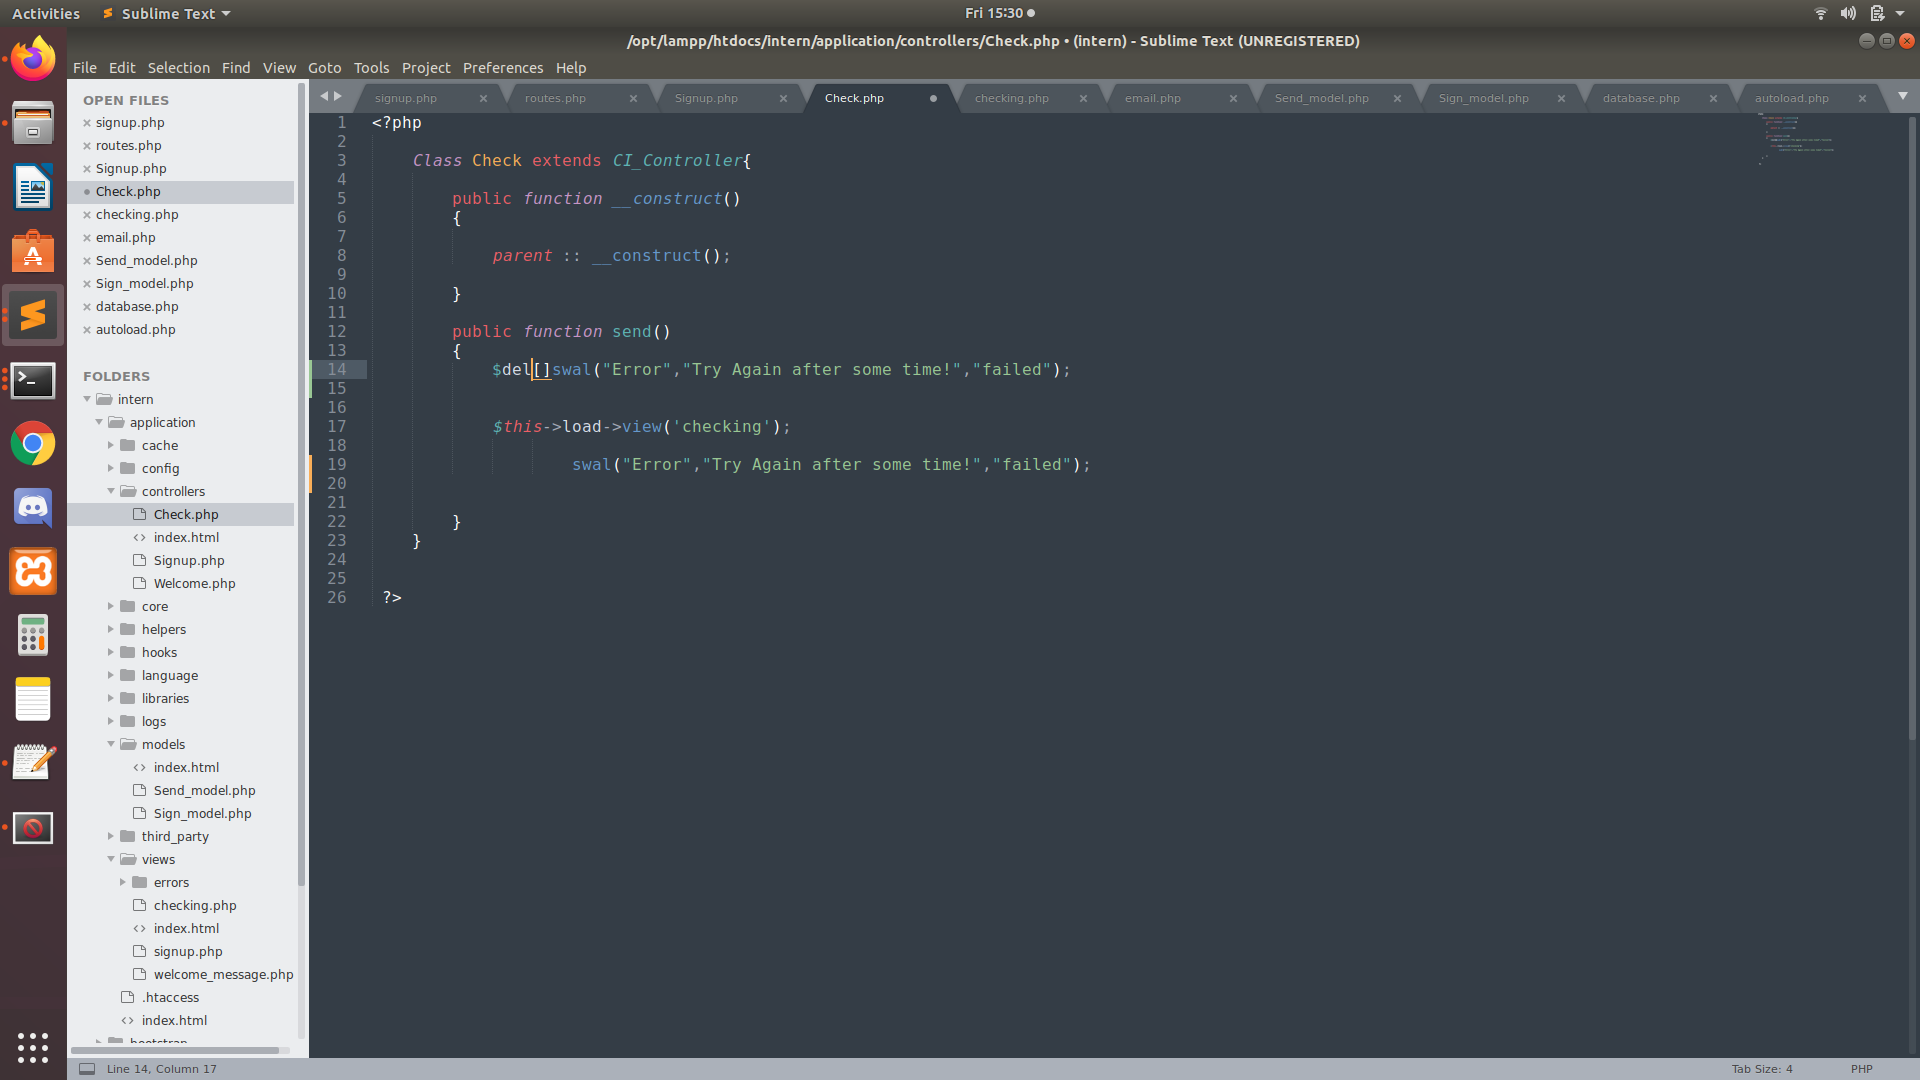 Activities Sublime Text Fri 15:30
/opt/lampp/htdocs/intern/application/controllers/Check.php • (intern) - Sublime Text (UNREGISTERED)
File Edit Selection Find View Goto Tools Project Preferences Help
signup.php routes.php Signup.php Check.php checking.php email.php Send_model.php Sign_model.php database.php autoload.php
OPEN FILES
signup.php
routes.php
Signup.php
Check.php
checking.php
email.php
Send_model.php
Sign_model.php
database.php
autoload.php
FOLDERS
intern
application
cache
config
controllers
Check.php
index.html
Signup.php
Welcome.php
core
helpers
hooks
language
libraries
logs
models
index.html
Send_model.php
Sign_model.php
third_party
views
errors
checking.php
index.html
signup.php
welcome_message.php
.htaccess
index.html
bootstrap
1 <?php
2
3 Class Check extends CI_Controller{
4
5 public function __construct()
6 {
7
8 parent :: __construct();
9
10 }
11
12 public function send()
13 {
14 $del[]swal("Error","Try Again after some time!","failed");
15
16
17 $this->load->view('checking');
18
19 swal("Error","Try Again after some time!","failed");
20
21
22 }
23 }
24
25
26 ?>
Line 14, Column 17 Tab Size: 4 PHP